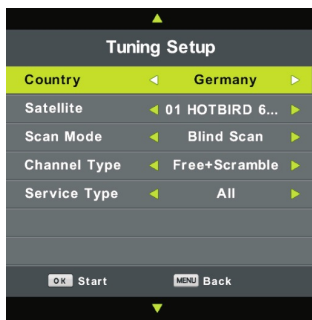 Tuning Setup
Country Germany
Satellite 01 HOTBIRD 6...
Scan Mode Blind Scan
Channel Type Free+Scramble
Service Type All
OK Start MENU Back